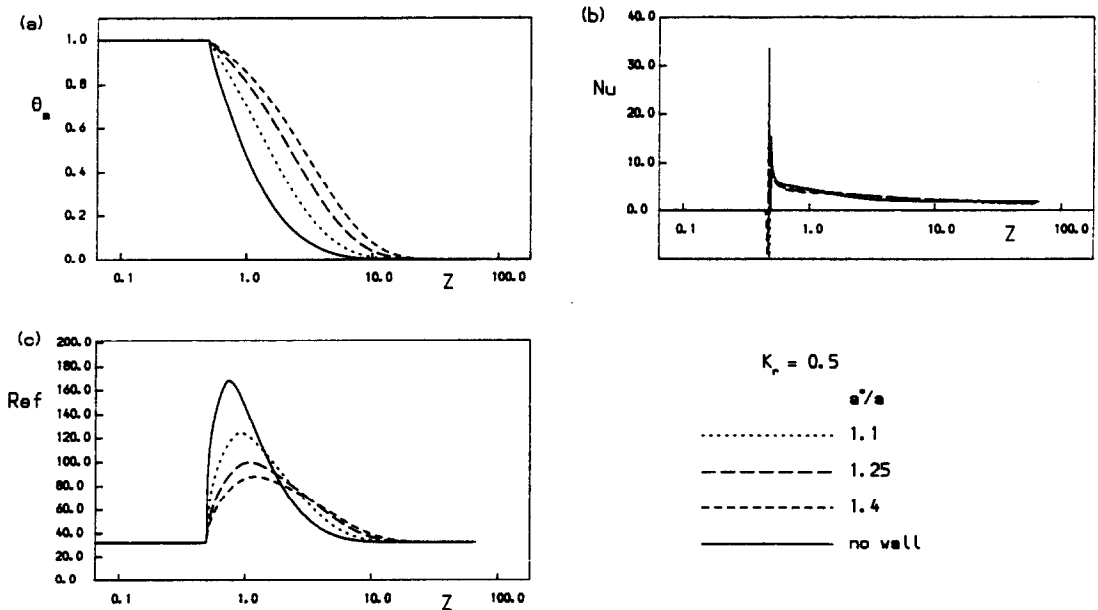 (a)
1.0
0.8
θm
0.6
0.4
0.2
0.0
0.1 1.0 Z 10.0 100.0
(b)
40.0
Nu
30.0
20.0
10.0
0.0
0.1 1.0 10.0 Z 100.0
(c)
200.0
180.0
Ref
160.0
140.0
120.0
100.0
80.0
60.0
40.0
20.0
0.0
0.1 1.0 Z 10.0 100.0
Kr = 0.5
a*/a
1.1
1.25
1.4
no wall